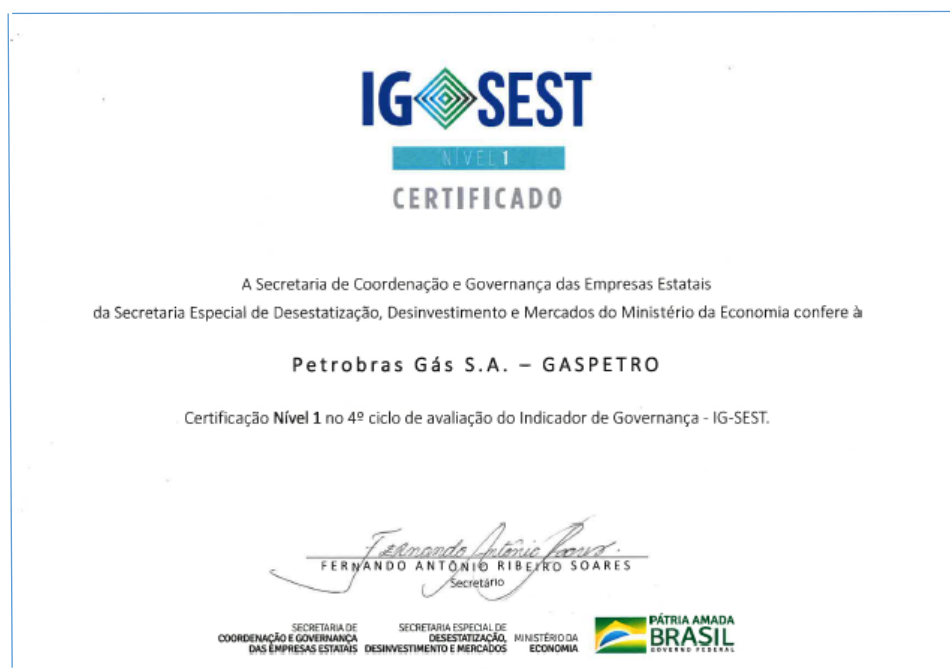 IG SEST
NÍVEL 1
CERTIFICADO
A Secretaria de Coordenação e Governança das Empresas Estatais
da Secretaria Especial de Desestatização, Desinvestimento e Mercados do Ministério da Economia confere à
Petrobras Gás S.A. – GASPETRO
Certificação Nível 1 no 4º ciclo de avaliação do Indicador de Governança - IG-SEST.
Fernando Antônio Soares
FERNANDO ANTÔNIO RIBEIRO SOARES
Secretário
SECRETARIA DE
COORDENAÇÃO E GOVERNANÇA
DAS EMPRESAS ESTATAIS
SECRETARIA ESPECIAL DE
DESESTATIZAÇÃO,
DESINVESTIMENTO E MERCADOS
MINISTÉRIO DA
ECONOMIA
PÁTRIA AMADA
BRASIL
GOVERNO FEDERAL